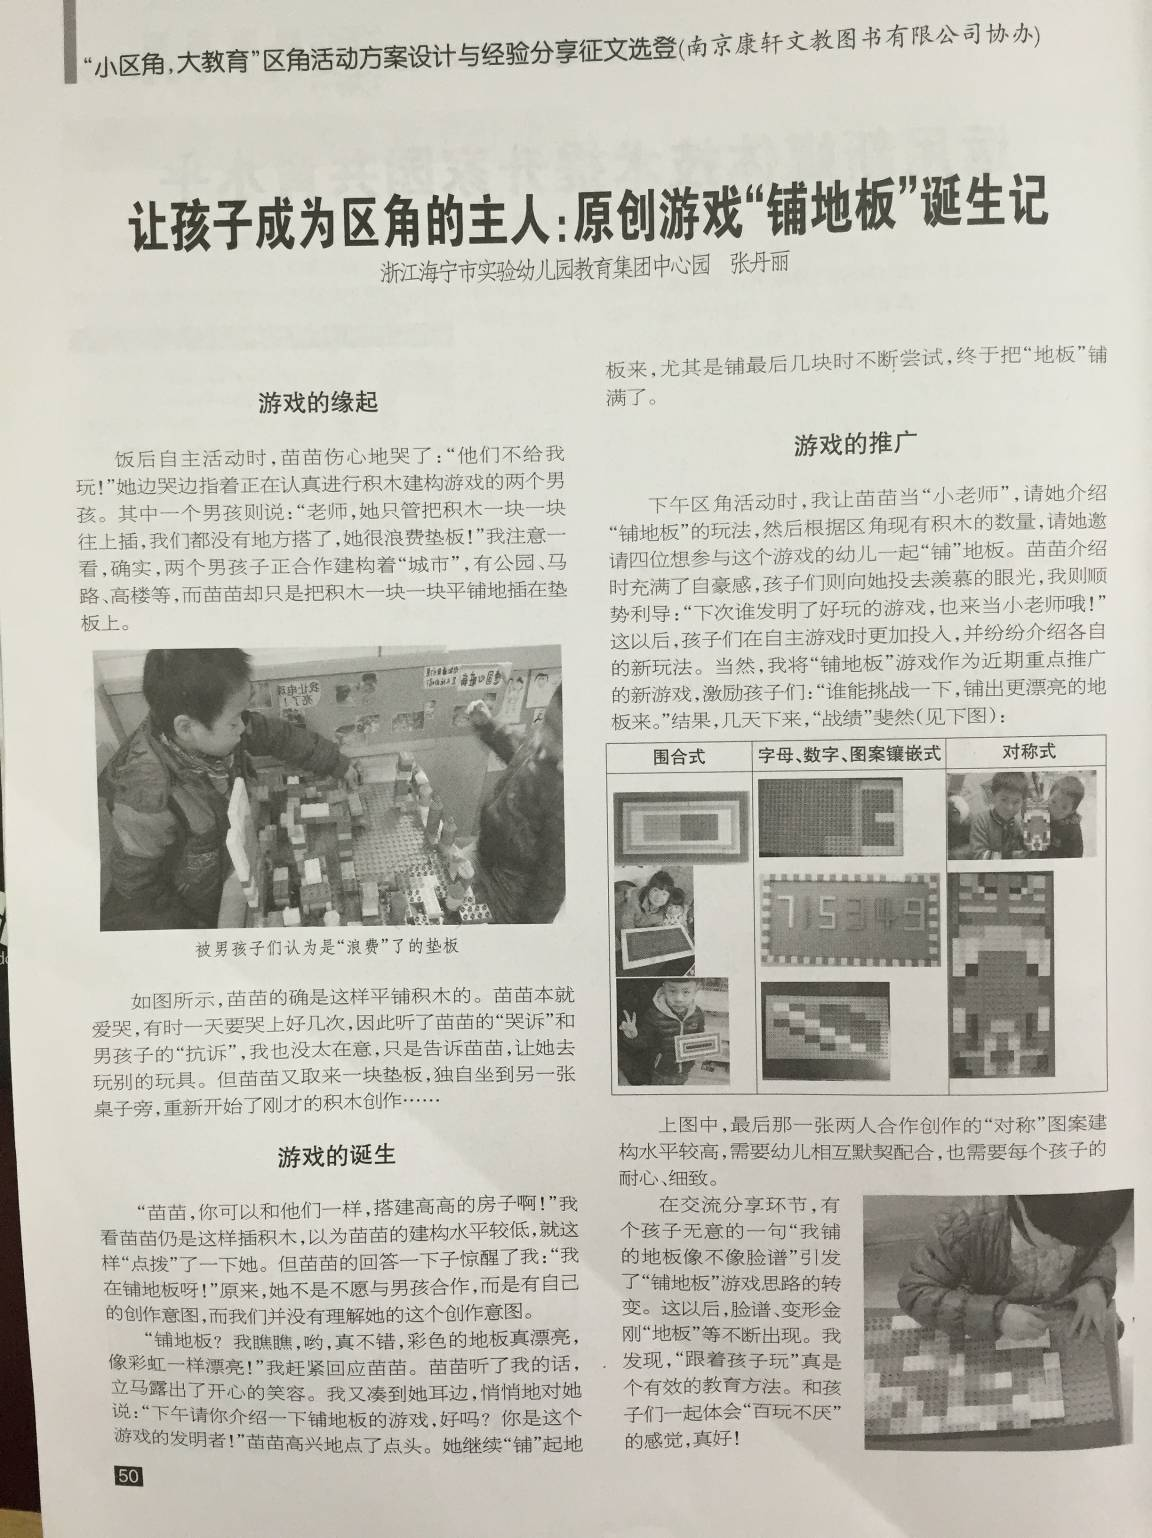 “小区角,大教育”区角活动方案设计与经验分享征文选登(南京康轩文教图书有限公司协办)
让孩子成为区角的主人:原创游戏“铺地板”诞生记
浙江海宁市实验幼儿园教育集团中心园 张丹丽
游戏的缘起
饭后自主活动时,苗苗伤心地哭了:“他们不给我
玩!”她边哭边指着正在认真进行积木建构游戏的两个男
孩。其中一个男孩则说:“老师,她只管把积木一块一块
往上插,我们都没有地方搭了,她很浪费垫板!”我注意一
看,确实,两个男孩子正合作建构着“城市”,有公园、马
路、高楼等,而苗苗却只是把积木一块一块平铺地插在垫
板上。
被男孩子们认为是“浪费”了的垫板
如图所示,苗苗的确是这样平铺积木的。苗苗本就
爱哭,有时一天要哭上好几次,因此听了苗苗的“哭诉”和
男孩子的“抗诉”,我也没太在意,只是告诉苗苗,让她去
玩别的玩具。但苗苗又取来一块垫板,独自坐到另一张
桌子旁,重新开始了刚才的积木创作……
游戏的诞生
“苗苗,你可以和他们一样,搭建高高的房子啊!”我
看苗苗仍是这样插积木,以为苗苗的建构水平较低,就这
样“点拨”了一下她。但苗苗的回答一下子惊醒了我:“我
在铺地板呀!”原来,她不是不愿与男孩合作,而是有自己
的创作意图,而我们并没有理解她的这个创作意图。
“铺地板?我瞧瞧,哟,真不错,彩色的地板真漂亮,
像彩虹一样漂亮!”我赶紧回应苗苗。苗苗听了我的话,
立马露出了开心的笑容。我又凑到她耳边,悄悄地对她
说:“下午请你介绍一下铺地板的游戏,好吗?你是这个
游戏的发明者!”苗苗高兴地点了点头。她继续“铺”起地
50
板来,尤其是铺最后几块时不断尝试,终于把“地板”铺
满了。
游戏的推广
下午区角活动时,我让苗苗当“小老师”,请她介绍
“铺地板”的玩法,然后根据区角现有积木的数量,请她邀
请四位想参与这个游戏的幼儿一起“铺”地板。苗苗介绍
时充满了自豪感,孩子们则向她投去羡慕的眼光,我则顺
势利导:“下次谁发明了好玩的游戏,也来当小老师哦!”
这以后,孩子们在自主游戏时更加投入,并纷纷介绍各自
的新玩法。当然,我将“铺地板”游戏作为近期重点推广
的新游戏,激励孩子们:“谁能挑战一下,铺出更漂亮的地
板来。”结果,几天下来,“战绩”斐然(见下图):
围合式 字母、数字、图案镶嵌式 对称式
715349
上图中,最后那一张两人合作创作的“对称”图案建
构水平较高,需要幼儿相互默契配合,也需要每个孩子的
耐心、细致。
在交流分享环节,有
个孩子无意的一句“我铺
的地板像不像脸谱”引发
了“铺地板”游戏思路的转
变。这以后,脸谱、变形金
刚“地板”等不断出现。我
发现,“跟着孩子玩”真是
个有效的教育方法。和孩
子们一起体会“百玩不厌”
的感觉,真好!